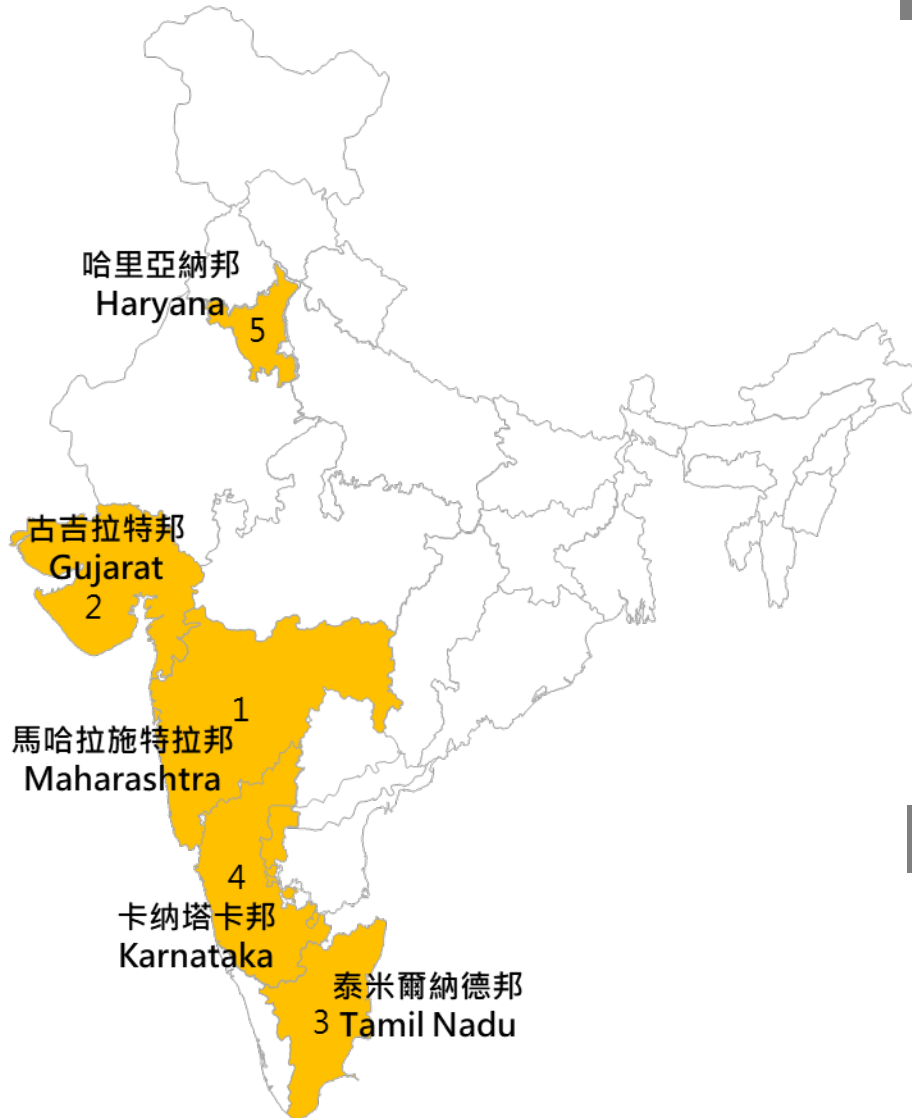 哈里亞納邦
Haryana
5
古吉拉特邦
Gujarat
2
1
馬哈拉施特拉邦
Maharashtra
4
卡纳塔卡邦
Karnataka
泰米爾納德邦
3 Tamil Nadu